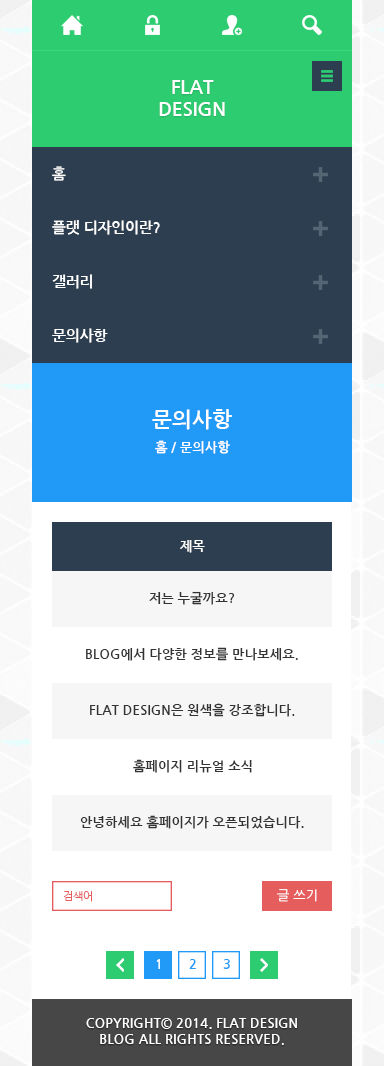 FLAT
DESIGN
홈
플랫 디자인이란?
갤러리
문의사항
문의사항
홈 / 문의사항
제목
저는 누굴까요?
BLOG에서 다양한 정보를 만나보세요.
FLAT DESIGN은 원색을 강조합니다.
홈페이지 리뉴얼 소식
안녕하세요 홈페이지가 오픈되었습니다.
검색어 글 쓰기
1 2 3
COPYRIGHT© 2014. FLAT DESIGN
BLOG ALL RIGHTS RESERVED.